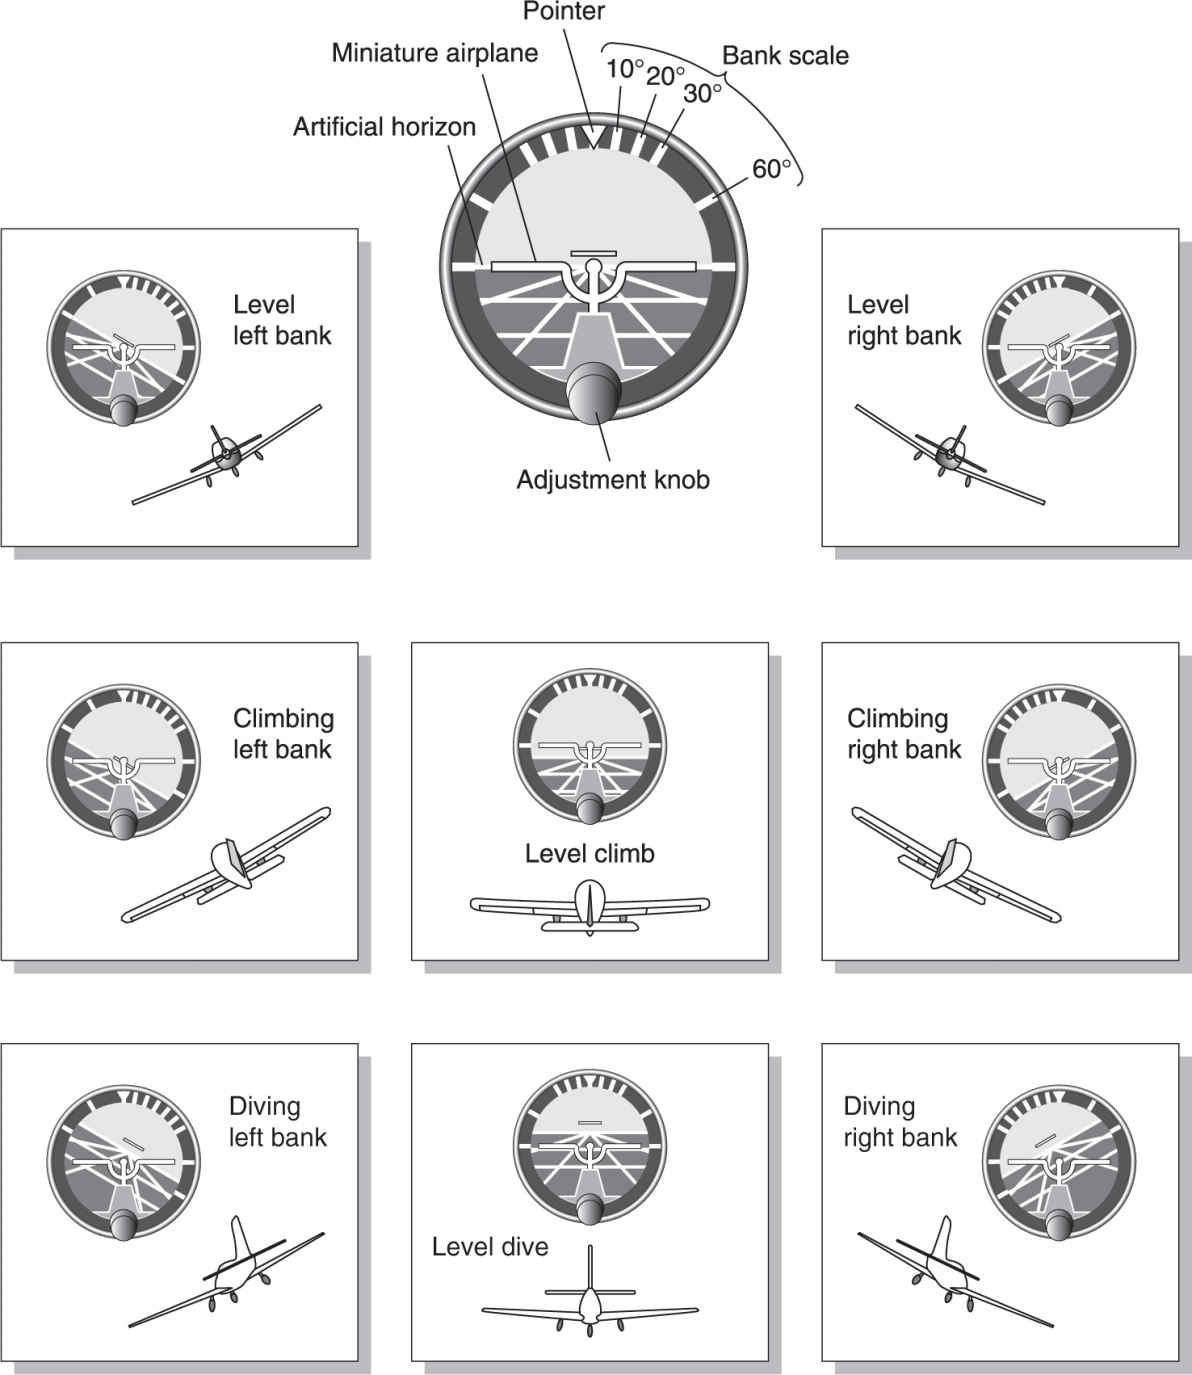 Pointer
Miniature airplane
Bank scale
10°
20°
30°
Artificial horizon
60°
Level
left bank
Level
right bank
Adjustment knob
Climbing
left bank
Climbing
right bank
Level climb
Diving
left bank
Diving
right bank
Level dive